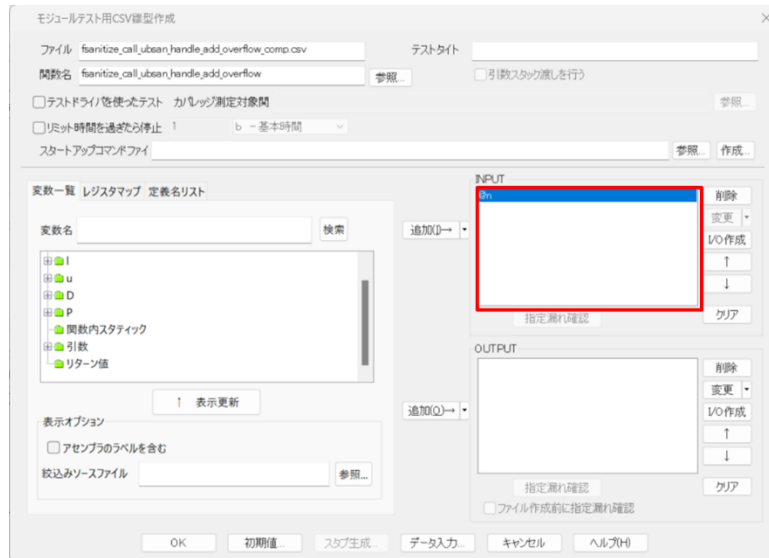 モジュールテスト用CSV雛型作成
ファイル fsanitize_call_ubsan_handle_add_overflow_comp.csv テストタイト
関数名 fsanitize_call_ubsan_handle_add_overflow 参照... 引数スタック渡しを行う
テストドライバを使ったテスト カバレッジ測定対象関 参照...
リミット時間を過ぎたら停止 1 b - 基本時間
スタートアップコマンドファイ 参照... 作成...
変数一覧 レジスタマップ 定義名リスト
変数名 検索
I
u
D
P
関数内スタティック
引数
リターン値
↑ 表示更新
表示オプション
アセンブラのラベルを含む
絞込みソースファイル 参照...
追加(I)→
追加(O)→
INPUT
@n
削除
変更
I/O作成
↑
↓
指定漏れ確認 クリア
OUTPUT
削除
変更
I/O作成
↑
↓
指定漏れ確認 クリア
ファイル作成前に指定漏れ確認
OK 初期値... スタブ生成... データ入力... キャンセル ヘルプ(H)